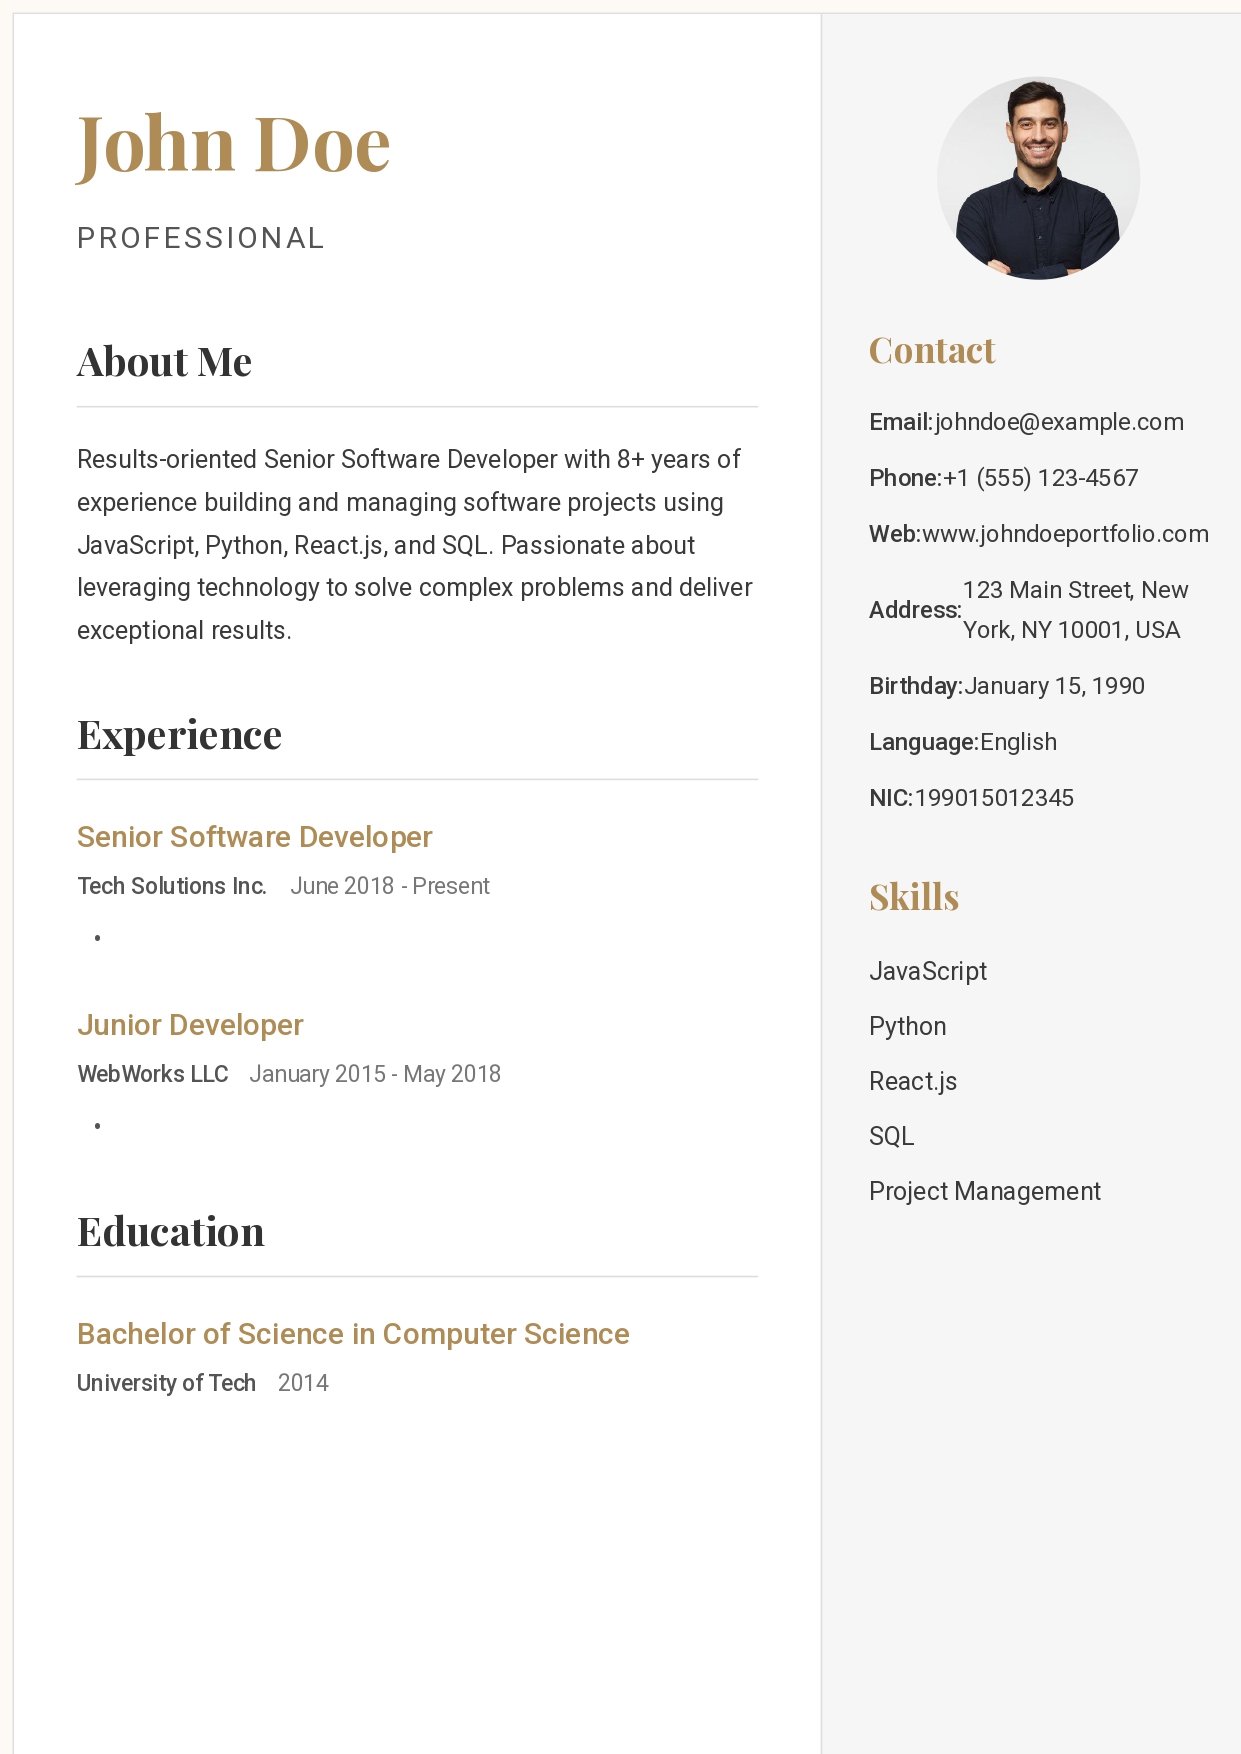 John Doe
PROFESSIONAL
About Me
Results-oriented Senior Software Developer with 8+ years of
experience building and managing software projects using
JavaScript, Python, React.js, and SQL. Passionate about
leveraging technology to solve complex problems and deliver
exceptional results.
Experience
Senior Software Developer
Tech Solutions Inc. June 2018 - Present
•
Junior Developer
WebWorks LLC January 2015 - May 2018
•
Education
Bachelor of Science in Computer Science
University of Tech 2014
Contact
Email:johndoe@example.com
Phone:+1 (555) 123-4567
Web:www.johndoeportfolio.com
Address:123 Main Street, New
York, NY 10001, USA
Birthday:January 15, 1990
Language:English
NIC:199015012345
Skills
JavaScript
Python
React.js
SQL
Project Management